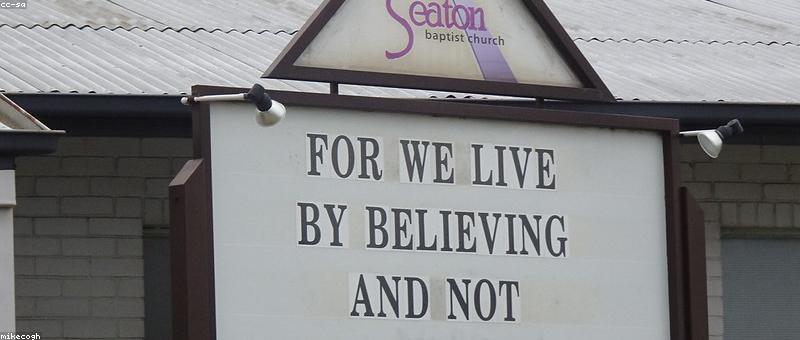 cc-sa
Seaton
baptist church
FOR WE LIVE
BY BELIEVING
AND NOT
mikecogh